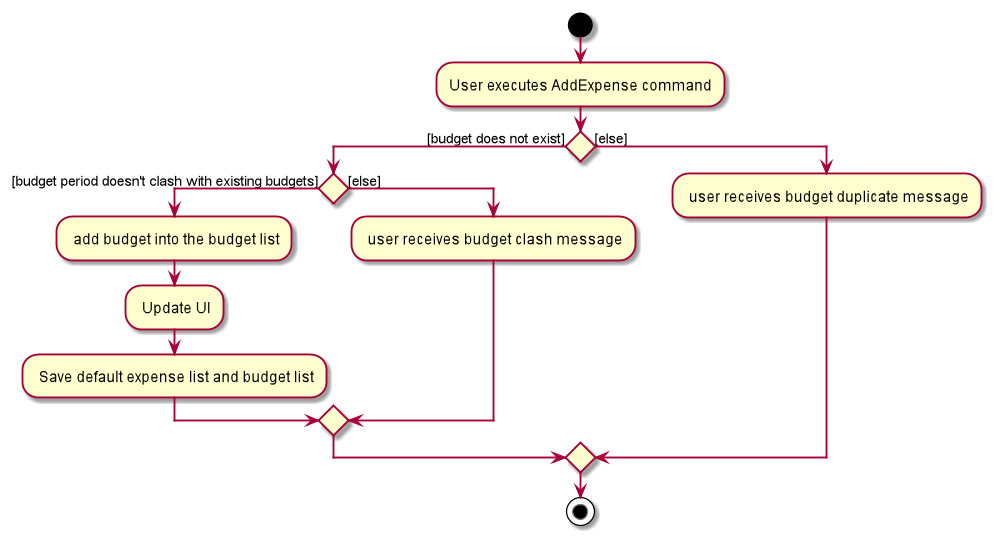 User executes AddExpense command
[budget does not exist]
[else]
[budget period doesn't clash with existing budgets]
[else]
user receives budget duplicate message
add budget into the budget list
user receives budget clash message
Update UI
Save default expense list and budget list